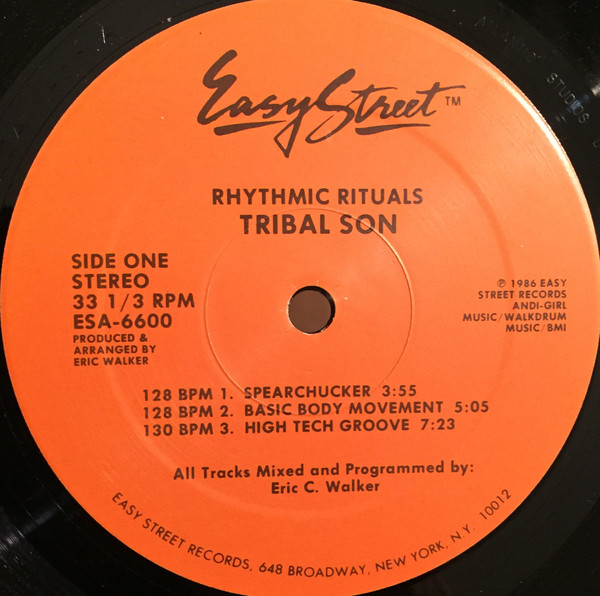 Easy Street™
RHYTHMIC RITUALS
TRIBAL SON
SIDE ONE
STEREO
33 1/3 RPM
ESA-6600
PRODUCED &
ARRANGED BY
ERIC WALKER
℗ 1986 EASY
STREET RECORDS
ANDI-GIRL
MUSIC/WALKDRUM
MUSIC/BMI
128 BPM 1. SPEARCHUCKER 3:55
128 BPM 2. BASIC BODY MOVEMENT 5:05
130 BPM 3. HIGH TECH GROOVE 7:23
All Tracks Mixed and Programmed by:
Eric C. Walker
EASY STREET RECORDS, 648 BROADWAY, NEW YORK, N.Y. 10012
STUDIOS